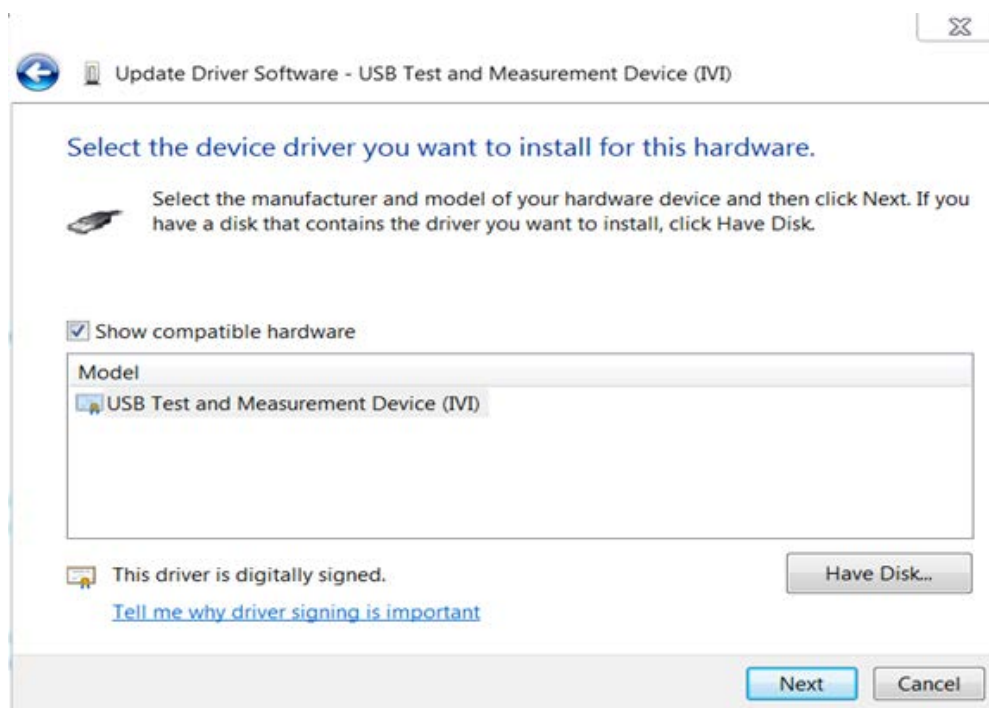 Update Driver Software - USB Test and Measurement Device (IVI)
Select the device driver you want to install for this hardware.
Select the manufacturer and model of your hardware device and then click Next. If you
have a disk that contains the driver you want to install, click Have Disk.
Show compatible hardware
Model
USB Test and Measurement Device (IVI)
This driver is digitally signed.
Have Disk...
Tell me why driver signing is important
Next
Cancel